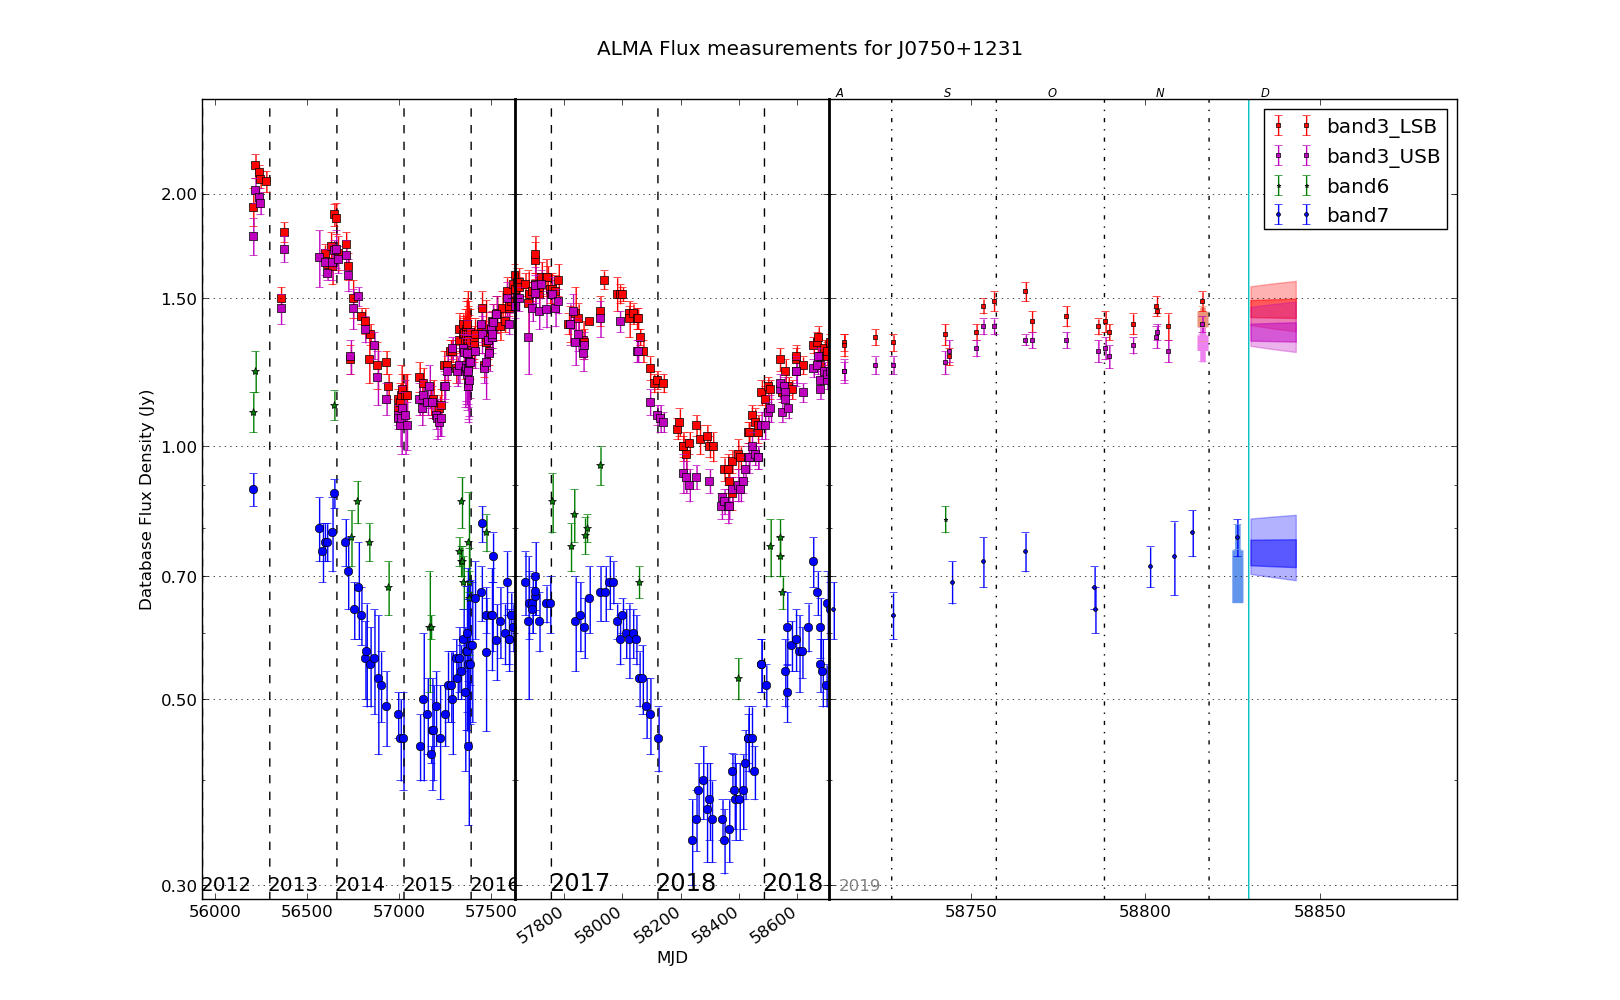 ALMA Flux measurements for J0750+1231
A S O N D
band3_LSB
band3_USB
band6
band7
2.00
1.50
1.00
0.70
0.50
0.30
Database Flux Density (Jy)
2012 2013 2014 2015 2016 2017 2018 2018 2019
56000 56500 57000 57500 57800 58000 58200 58400 58600 58750 58800 58850
MJD